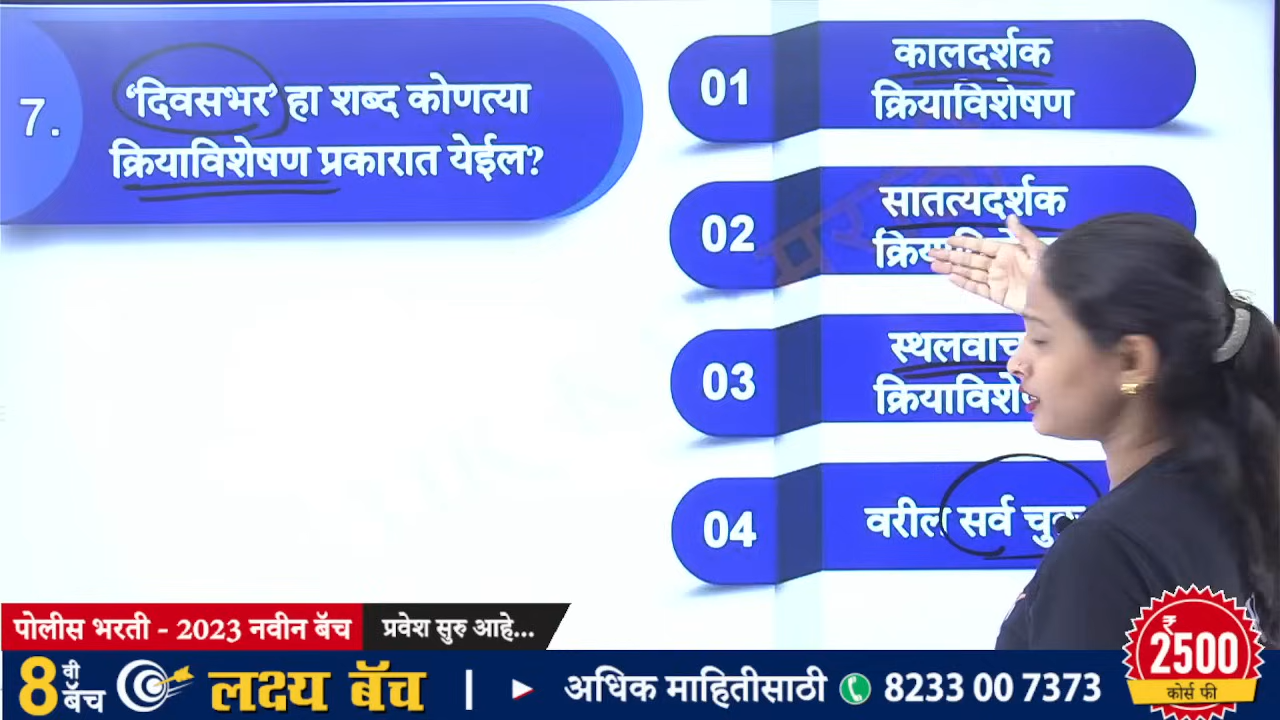 7.
‘दिवसभर’ हा शब्द कोणत्या
क्रियाविशेषण प्रकारात येईल?
01
कालदर्शक
क्रियाविशेषण
02
सातत्यदर्शक
03
04
वरील सर्व
पोलीस भरती - 2023 नवीन बॅच
प्रवेश सुरु आहे...
8 वी बॅच
लक्ष्य बॅच
अधिक माहितीसाठी
8233 00 7373
₹
2500
कोर्स फी